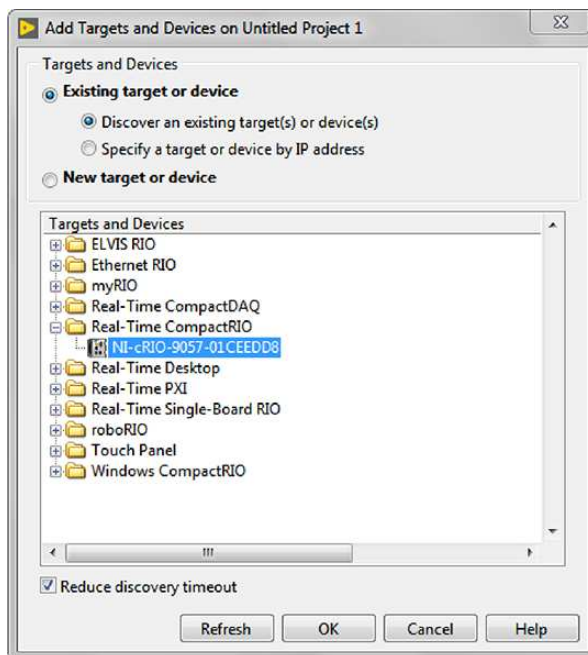 Add Targets and Devices on Untitled Project 1
Targets and Devices
Existing target or device
Discover an existing target(s) or device(s)
Specify a target or device by IP address
New target or device
Targets and Devices
ELVIS RIO
Ethernet RIO
myRIO
Real-Time CompactDAQ
Real-Time CompactRIO
NI-cRIO-9057-01CEEDD8
Real-Time Desktop
Real-Time PXI
Real-Time Single-Board RIO
roboRIO
Touch Panel
Windows CompactRIO
Reduce discovery timeout
Refresh OK Cancel Help